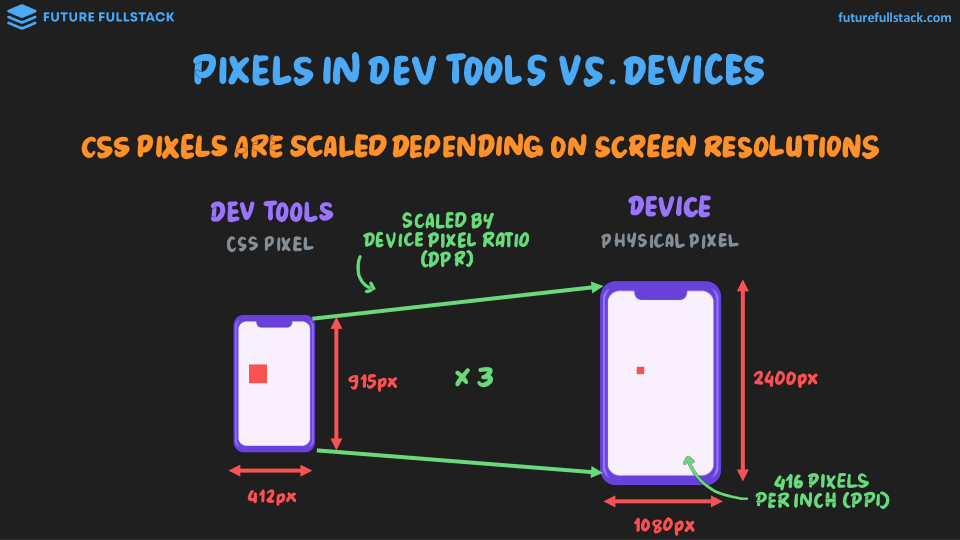 FUTURE FULLSTACK
futurefullstack.com
PIXELS IN DEV TOOLS VS. DEVICES
CSS PIXELS ARE SCALED DEPENDING ON SCREEN RESOLUTIONS
DEV TOOLS
CSS PIXEL
SCALED BY
DEVICE PIXEL RATIO
(DPR)
DEVICE
PHYSICAL PIXEL
915px
x 3
2400px
412px
416 PIXELS
PER INCH (PPI)
1080px